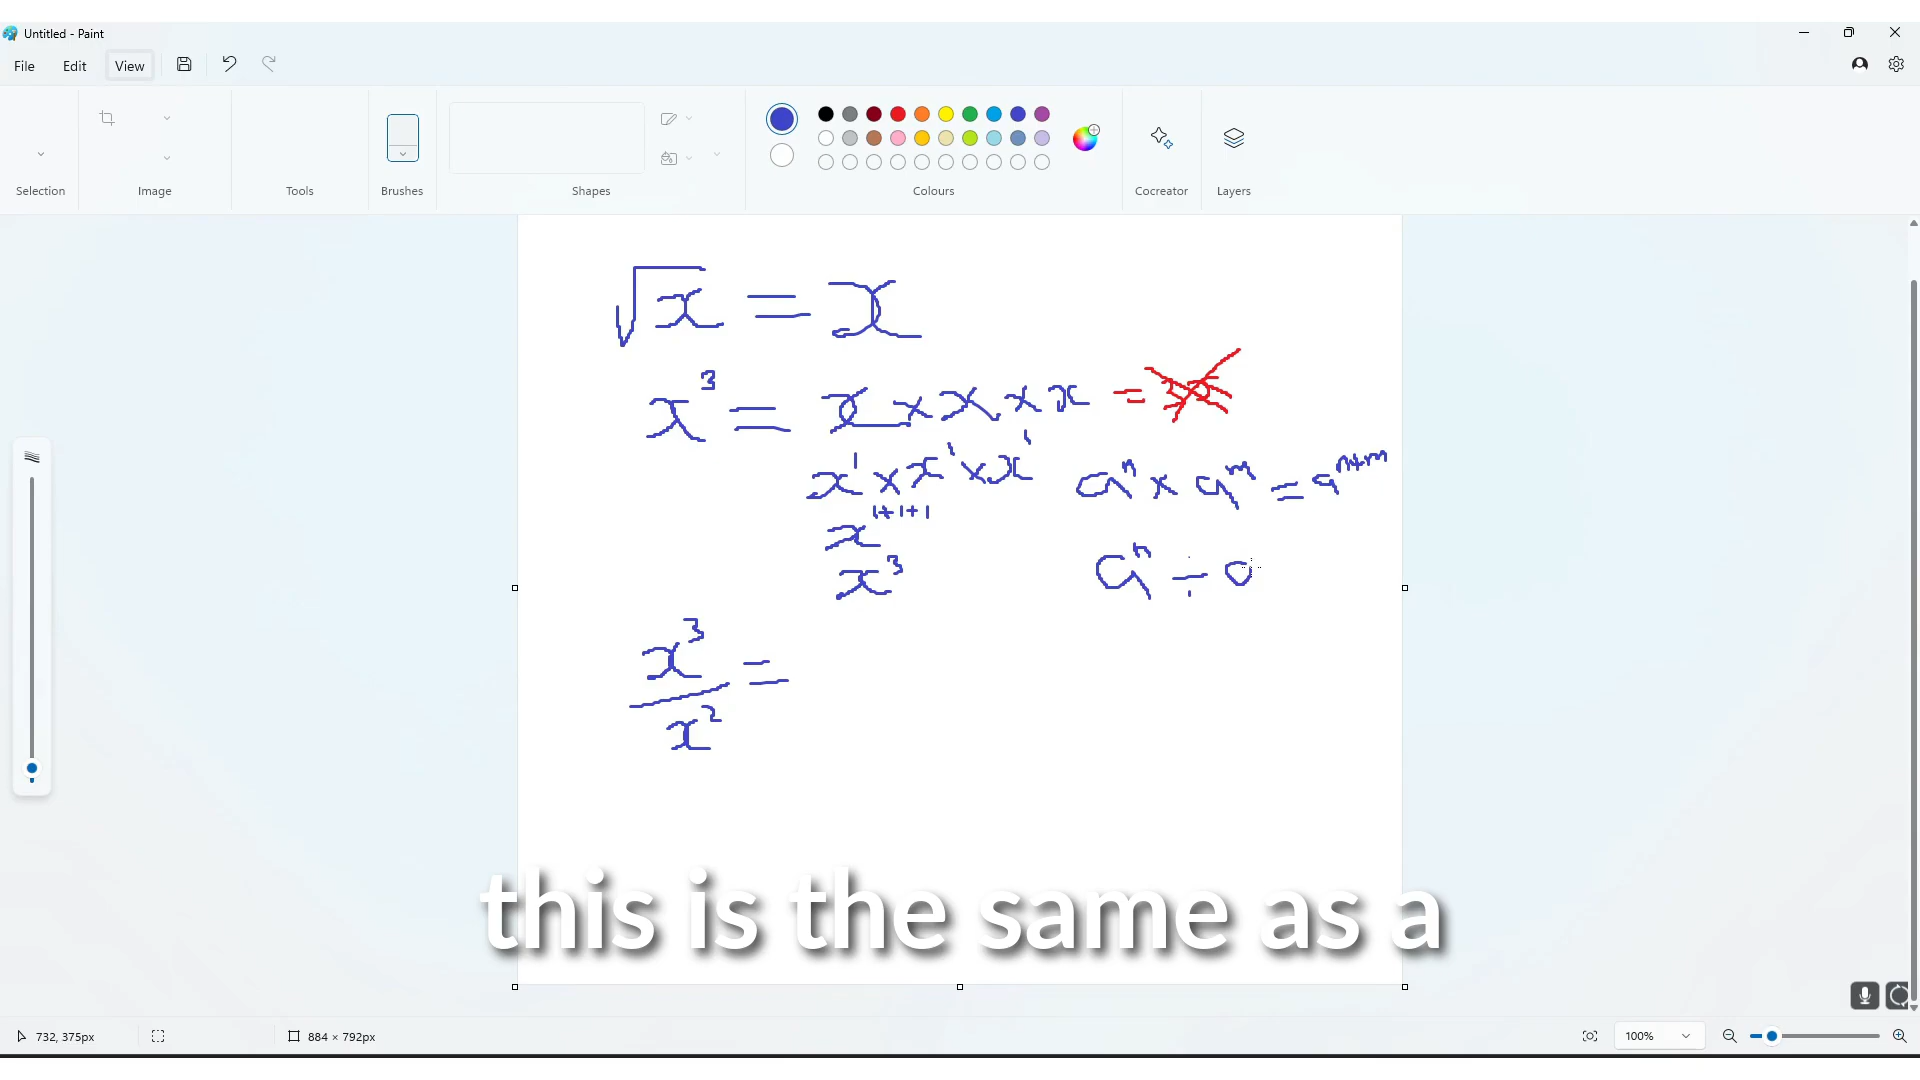 Untitled - Paint
File Edit View
Selection Image Tools Brushes Shapes Colours Cocreator Layers
√x = x
x³ = x × x × x = 
x¹ × x¹ × x¹
aⁿ × aᵐ = aⁿ⁺ᵐ
x¹⁺¹⁺¹
x³
aⁿ ÷
x³/x² =
this is the same as a
732, 375px 884 × 792px 100%